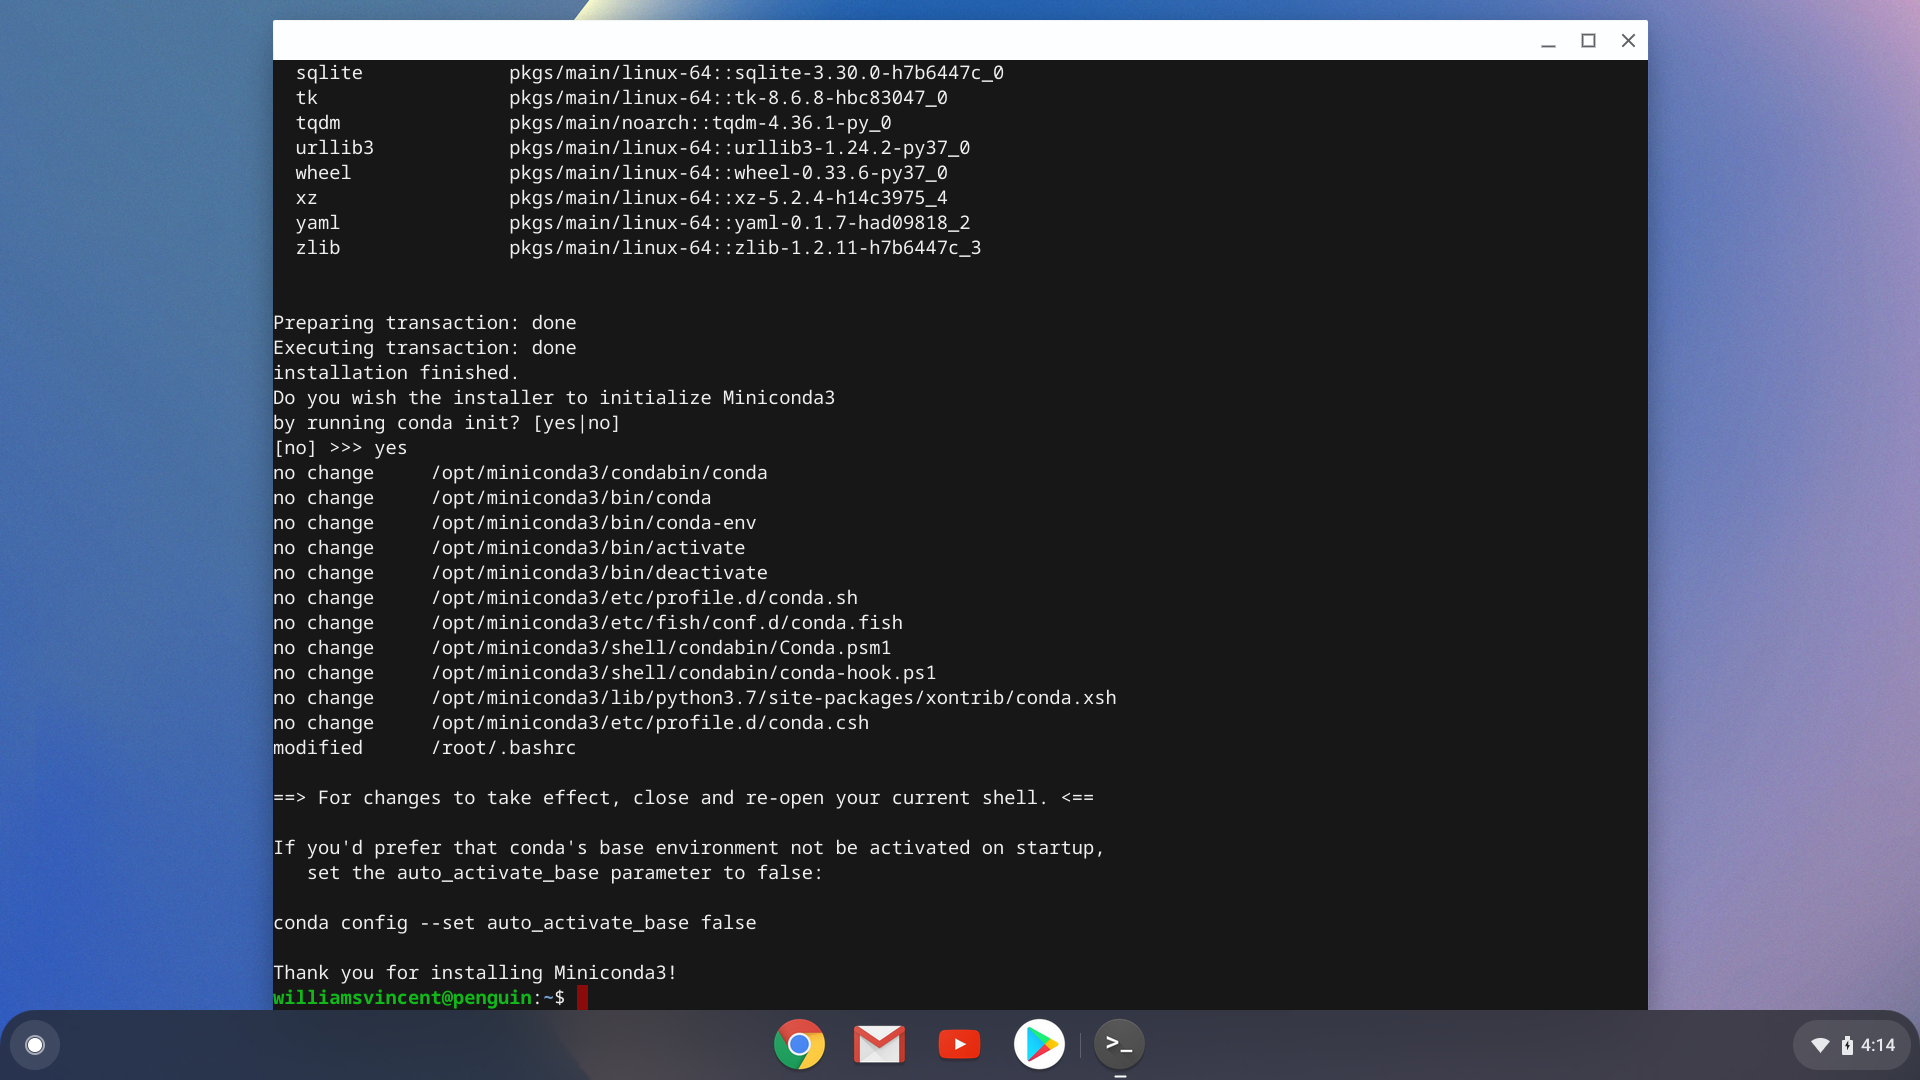 sqlite             pkgs/main/linux-64::sqlite-3.30.0-h7b6447c_0
tk                 pkgs/main/linux-64::tk-8.6.8-hbc83047_0
tqdm               pkgs/main/noarch::tqdm-4.36.1-py_0
urllib3            pkgs/main/linux-64::urllib3-1.24.2-py37_0
wheel              pkgs/main/linux-64::wheel-0.33.6-py37_0
xz                 pkgs/main/linux-64::xz-5.2.4-h14c3975_4
yaml               pkgs/main/linux-64::yaml-0.1.7-had09818_2
zlib               pkgs/main/linux-64::zlib-1.2.11-h7b6447c_3
Preparing transaction: done
Executing transaction: done
installation finished.
Do you wish the installer to initialize Miniconda3
by running conda init? [yes|no]
[no] >>> yes
no change     /opt/miniconda3/condabin/conda
no change     /opt/miniconda3/bin/conda
no change     /opt/miniconda3/bin/conda-env
no change     /opt/miniconda3/bin/activate
no change     /opt/miniconda3/bin/deactivate
no change     /opt/miniconda3/etc/profile.d/conda.sh
no change     /opt/miniconda3/etc/fish/conf.d/conda.fish
no change     /opt/miniconda3/shell/condabin/Conda.psm1
no change     /opt/miniconda3/shell/condabin/conda-hook.ps1
no change     /opt/miniconda3/lib/python3.7/site-packages/xontrib/conda.xsh
no change     /opt/miniconda3/etc/profile.d/conda.csh
modified      /root/.bashrc
==> For changes to take effect, close and re-open your current shell. <==
If you'd prefer that conda's base environment not be activated on startup,
   set the auto_activate_base parameter to false:
conda config --set auto_activate_base false
Thank you for installing Miniconda3!
williamsvincent@penguin:~$
>_
4:14